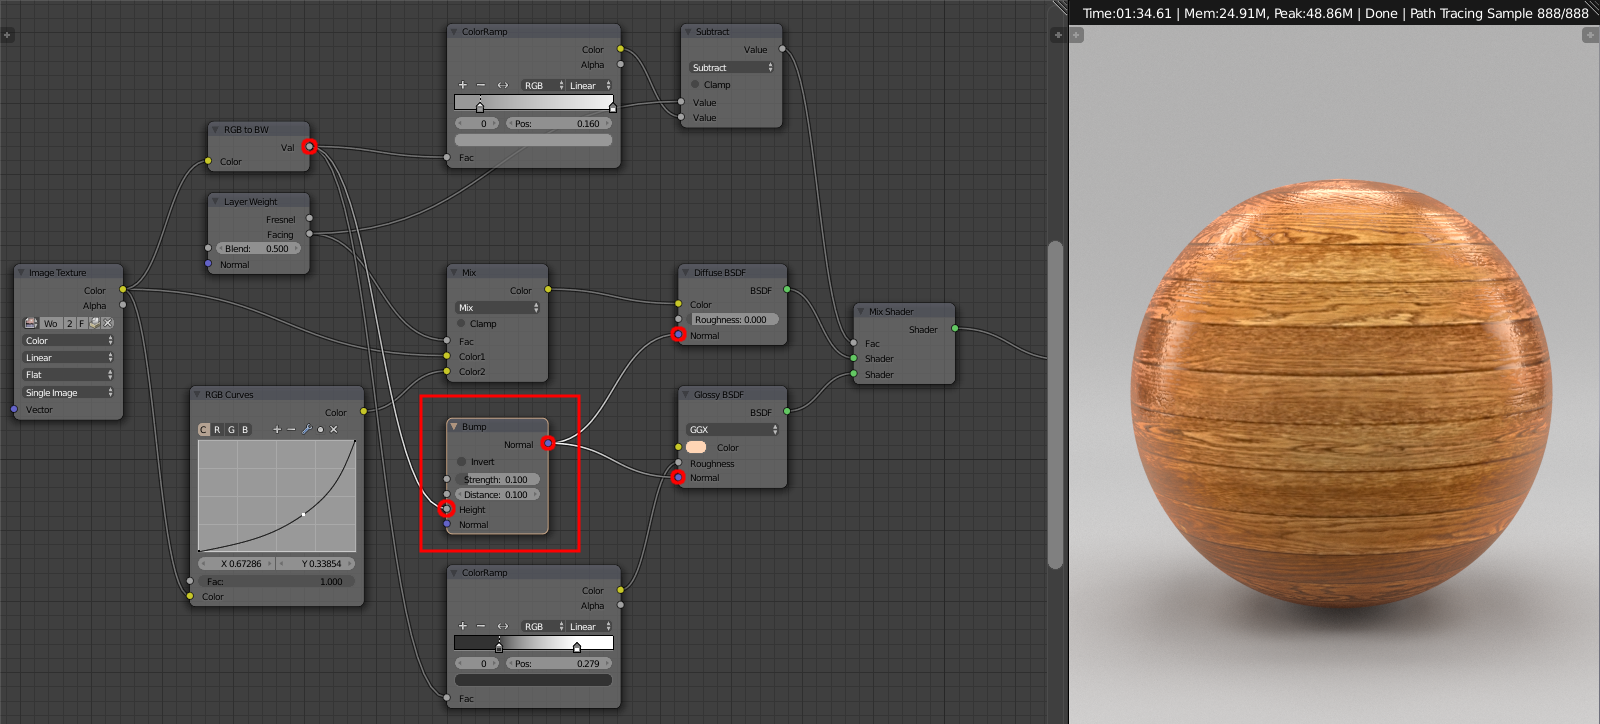 Time:01:34.61 | Mem:24.91M, Peak:48.86M | Done | Path Tracing Sample 888/888
ColorRamp
Color
Alpha
RGB
Linear
0
Pos: 0.160
Fac
Subtract
Value
Subtract
Clamp
Value
Value
RGB to BW
Val
Color
Layer Weight
Fresnel
Facing
Blend: 0.500
Normal
Image Texture
Color
Alpha
Wo 2 F
Color
Linear
Flat
Single Image
Vector
Mix
Color
Mix
Clamp
Fac
Color1
Color2
Diffuse BSDF
BSDF
Color
Roughness: 0.000
Normal
Mix Shader
Shader
Fac
Shader
Shader
RGB Curves
Color
C R G B
X 0.67286 Y 0.33854
Fac: 1.000
Color
Bump
Normal
Invert
Strength: 0.100
Distance: 0.100
Height
Normal
Glossy BSDF
BSDF
GGX
Color
Roughness
Normal
ColorRamp
Color
Alpha
RGB
Linear
0
Pos: 0.279
Fac